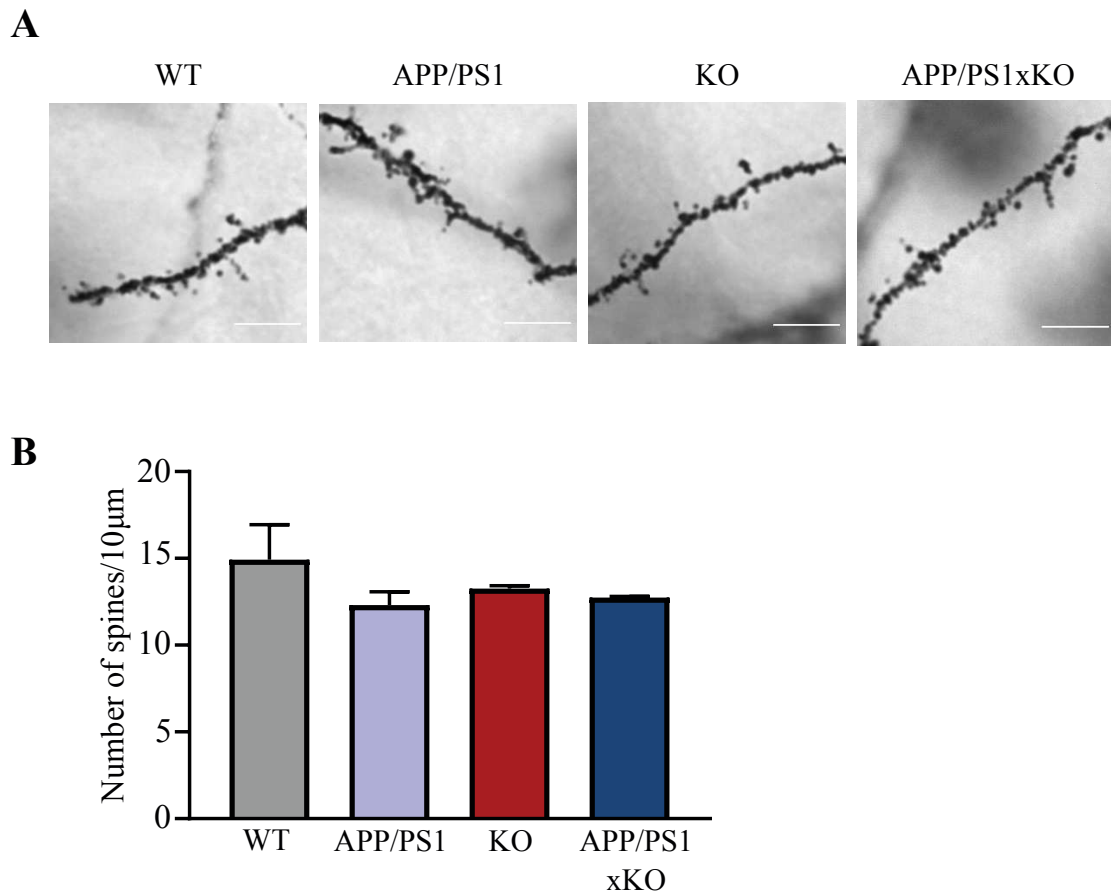 A
WT APP/PS1 KO APP/PS1xKO
B
Number of spines/10µm
20
15
10
5
0
WT APP/PS1 KO APP/PS1
xKO